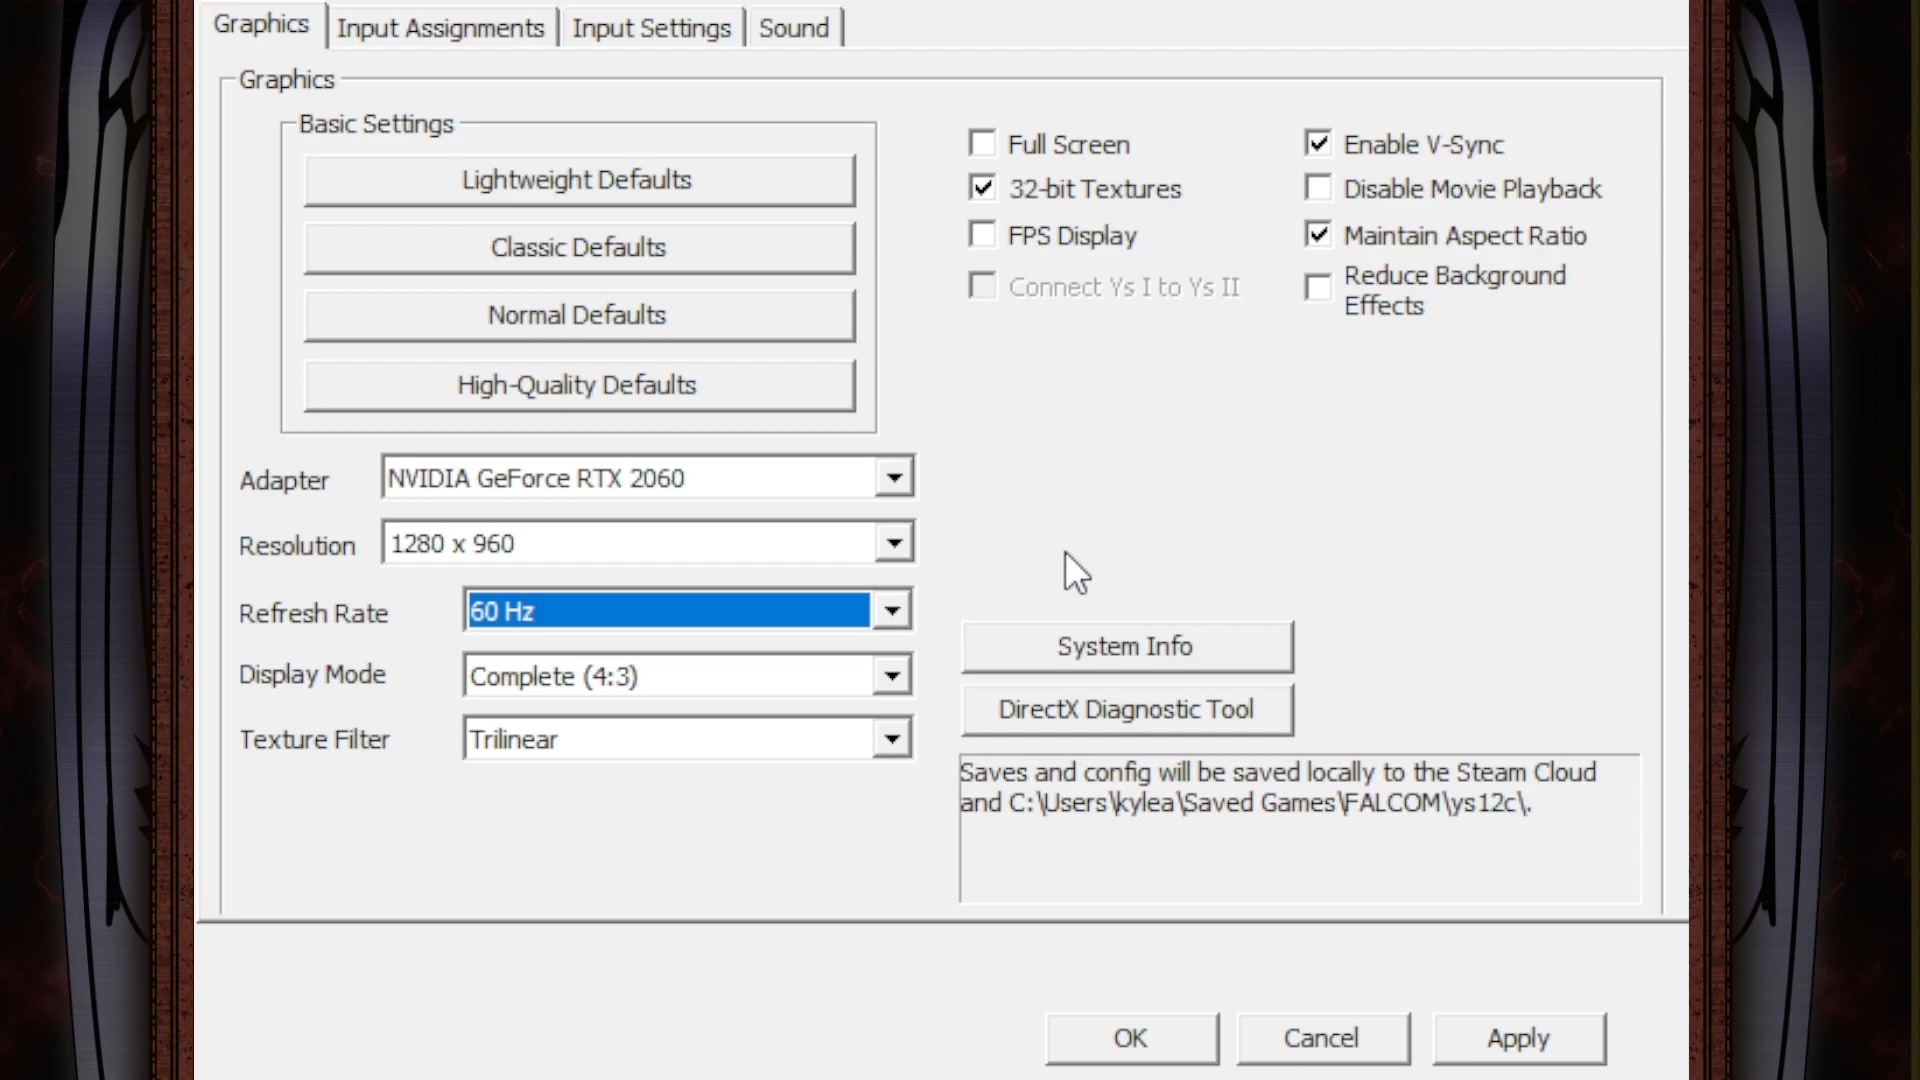 Graphics
Input Assignments
Input Settings
Sound
Graphics
Basic Settings
Lightweight Defaults
Classic Defaults
Normal Defaults
High-Quality Defaults
Full Screen
32-bit Textures
FPS Display
Connect Ys I to Ys II
Enable V-Sync
Disable Movie Playback
Maintain Aspect Ratio
Reduce Background
Effects
Adapter
NVIDIA GeForce RTX 2060
Resolution
1280 x 960
Refresh Rate
60 Hz
Display Mode
Complete (4:3)
Texture Filter
Trilinear
System Info
DirectX Diagnostic Tool
Saves and config will be saved locally to the Steam Cloud
and C:\Users\kylea\Saved Games\FALCOM\ys12c\.
OK
Cancel
Apply